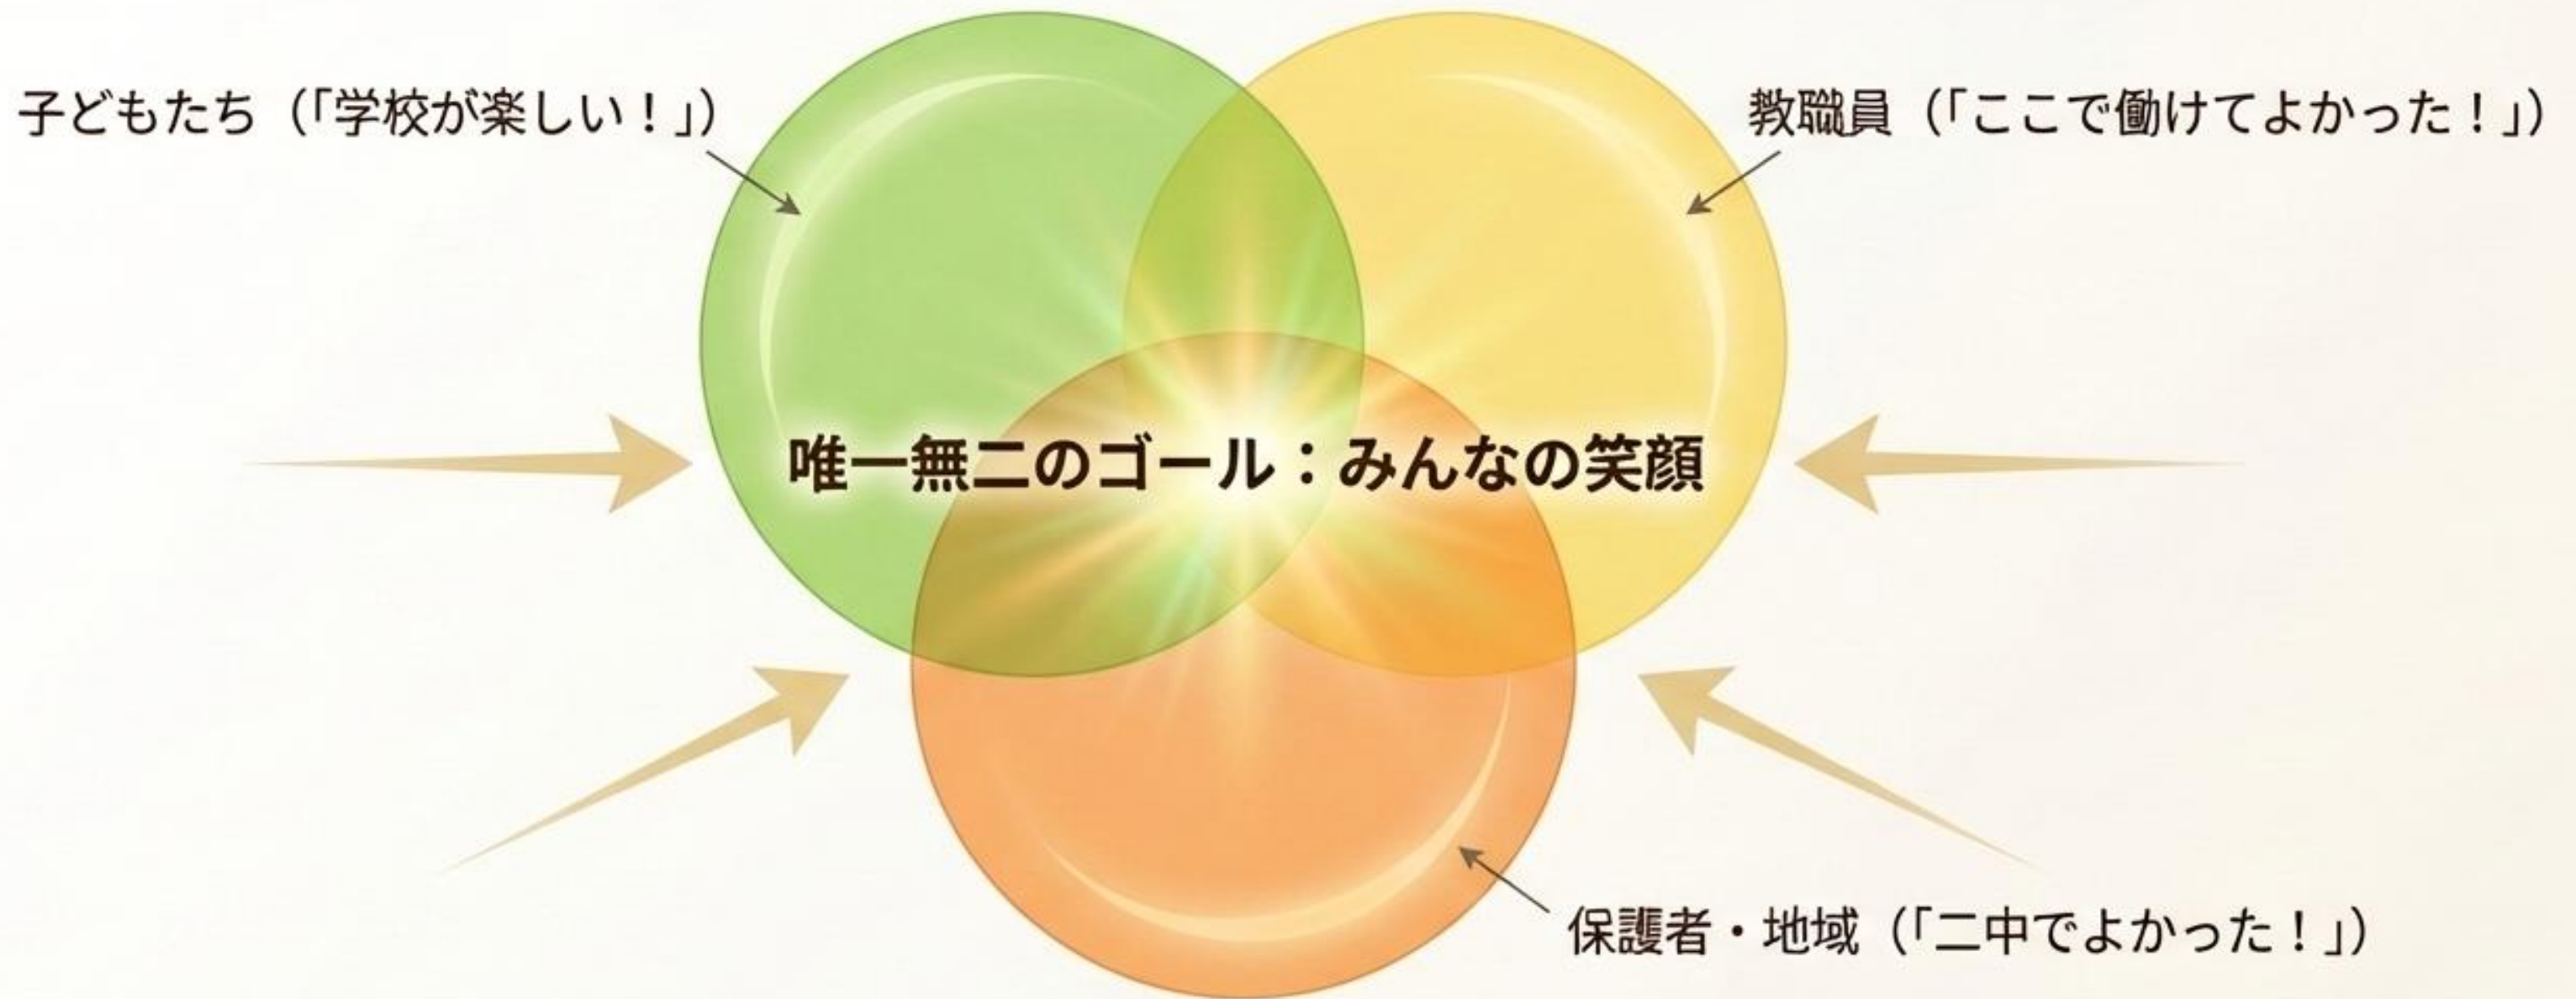 子どもたち（「学校が楽しい！」）
教職員（「ここで働けてよかった！」）
唯一無二のゴール：みんなの笑顔
保護者・地域（「二中でよかった！」）